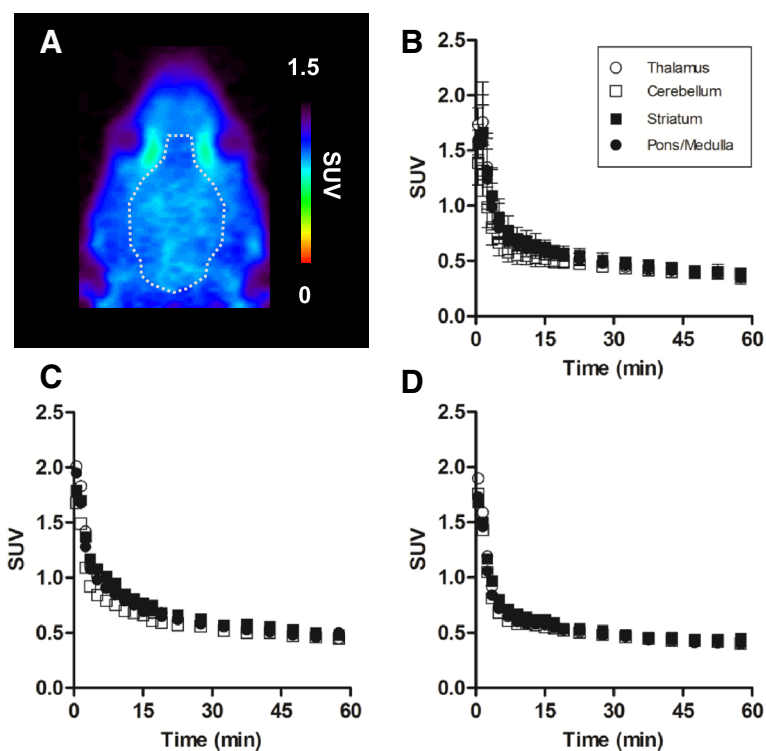 A
1.5
SUV
0
B
2.5
2.0
1.5
1.0
0.5
0.0
SUV
Thalamus
Cerebellum
Striatum
Pons/Medulla
0 15 30 45 60
Time (min)
C
2.5
2.0
1.5
1.0
0.5
0.0
SUV
0 15 30 45 60
Time (min)
D
2.5
2.0
1.5
1.0
0.5
0.0
SUV
0 15 30 45 60
Time (min)